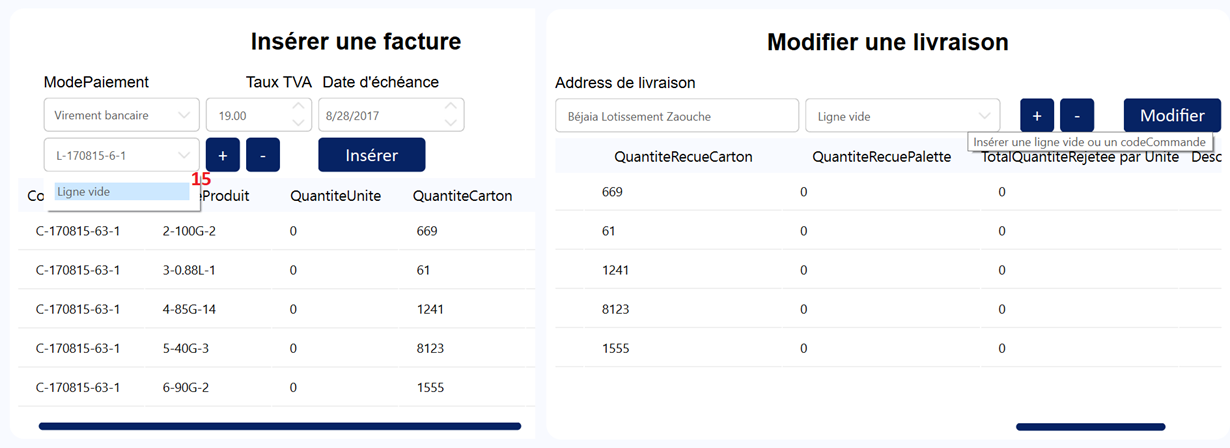 Insérer une facture
ModePaiement Taux TVA Date d'échéance
Virement bancaire 19.00 8/28/2017
L-170815-6-1 + - Insérer
15
Ligne vide
Co eProduit QuantiteUnite QuantiteCarton
C-170815-63-1 2-100G-2 0 669
C-170815-63-1 3-0.88L-1 0 61
C-170815-63-1 4-85G-14 0 1241
C-170815-63-1 5-40G-3 0 8123
C-170815-63-1 6-90G-2 0 1555
Modifier une livraison
Address de livraison
Béjaia Lotissement Zaouche Ligne vide + - Modifier
Insérer une ligne vide ou un codeCommande
QuantiteRecueCarton QuantiteRecuePalette TotalQuantiteRejetee par Unite Desc
669 0 0
61 0 0
1241 0 0
8123 0 0
1555 0 0